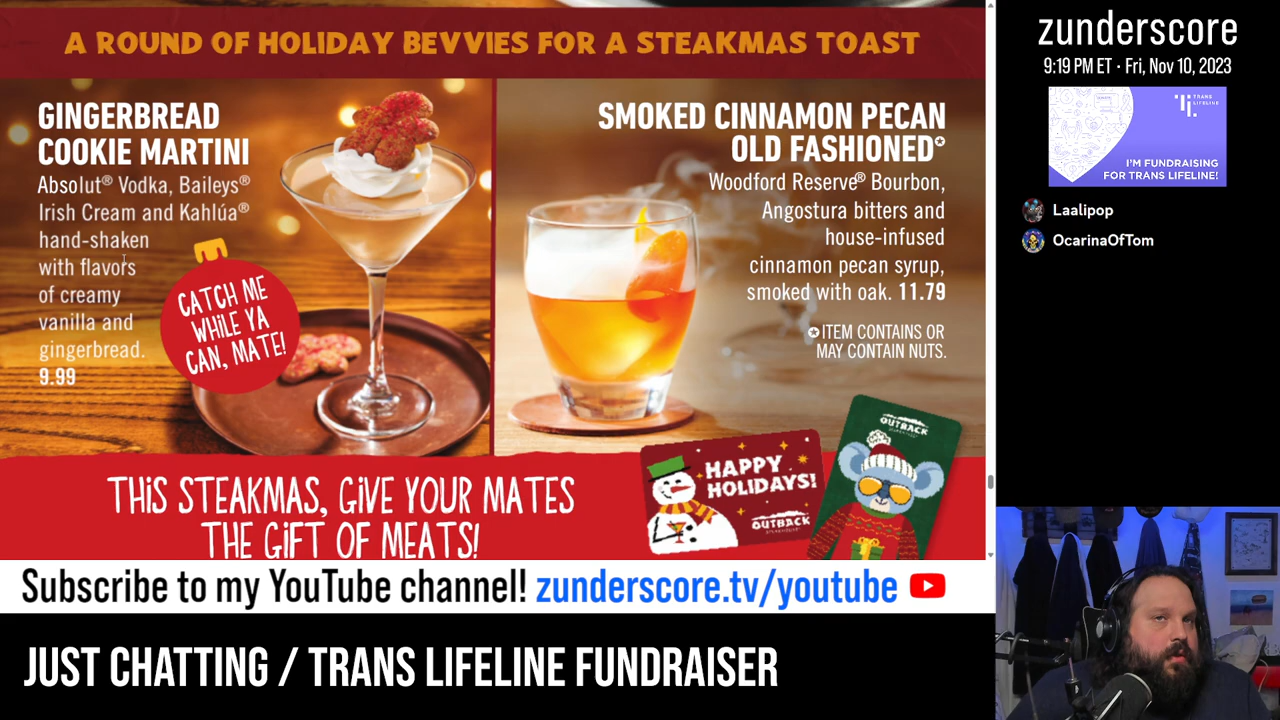 A ROUND OF HOLIDAY BEVVIES FOR A STEAKMAS TOAST
GINGERBREAD
COOKIE MARTINI
Absolut® Vodka, Baileys®
Irish Cream and Kahlúa®
hand-shaken
with flavors
of creamy
vanilla and
gingerbread.
9.99
CATCH ME
WHILE YA
CAN, MATE!
SMOKED CINNAMON PECAN
OLD FASHIONED✪
Woodford Reserve® Bourbon,
Angostura bitters and
house-infused
cinnamon pecan syrup,
smoked with oak. 11.79
✪ITEM CONTAINS OR
MAY CONTAIN NUTS.
THIS STEAKMAS, GIVE YOUR MATES
THE GIFT OF MEATS!
HAPPY
HOLIDAYS!
OUTBACK
STEAKHOUSE
OUTBACK
STEAKHOUSE
Subscribe to my YouTube channel! zunderscore.tv/youtube
JUST CHATTING / TRANS LIFELINE FUNDRAISER
zunderscore
9:19 PM ET · Fri, Nov 10, 2023
TRANS
LIFELINE
I'M FUNDRAISING
FOR TRANS LIFELINE!
Laalipop
OcarinaOfTom